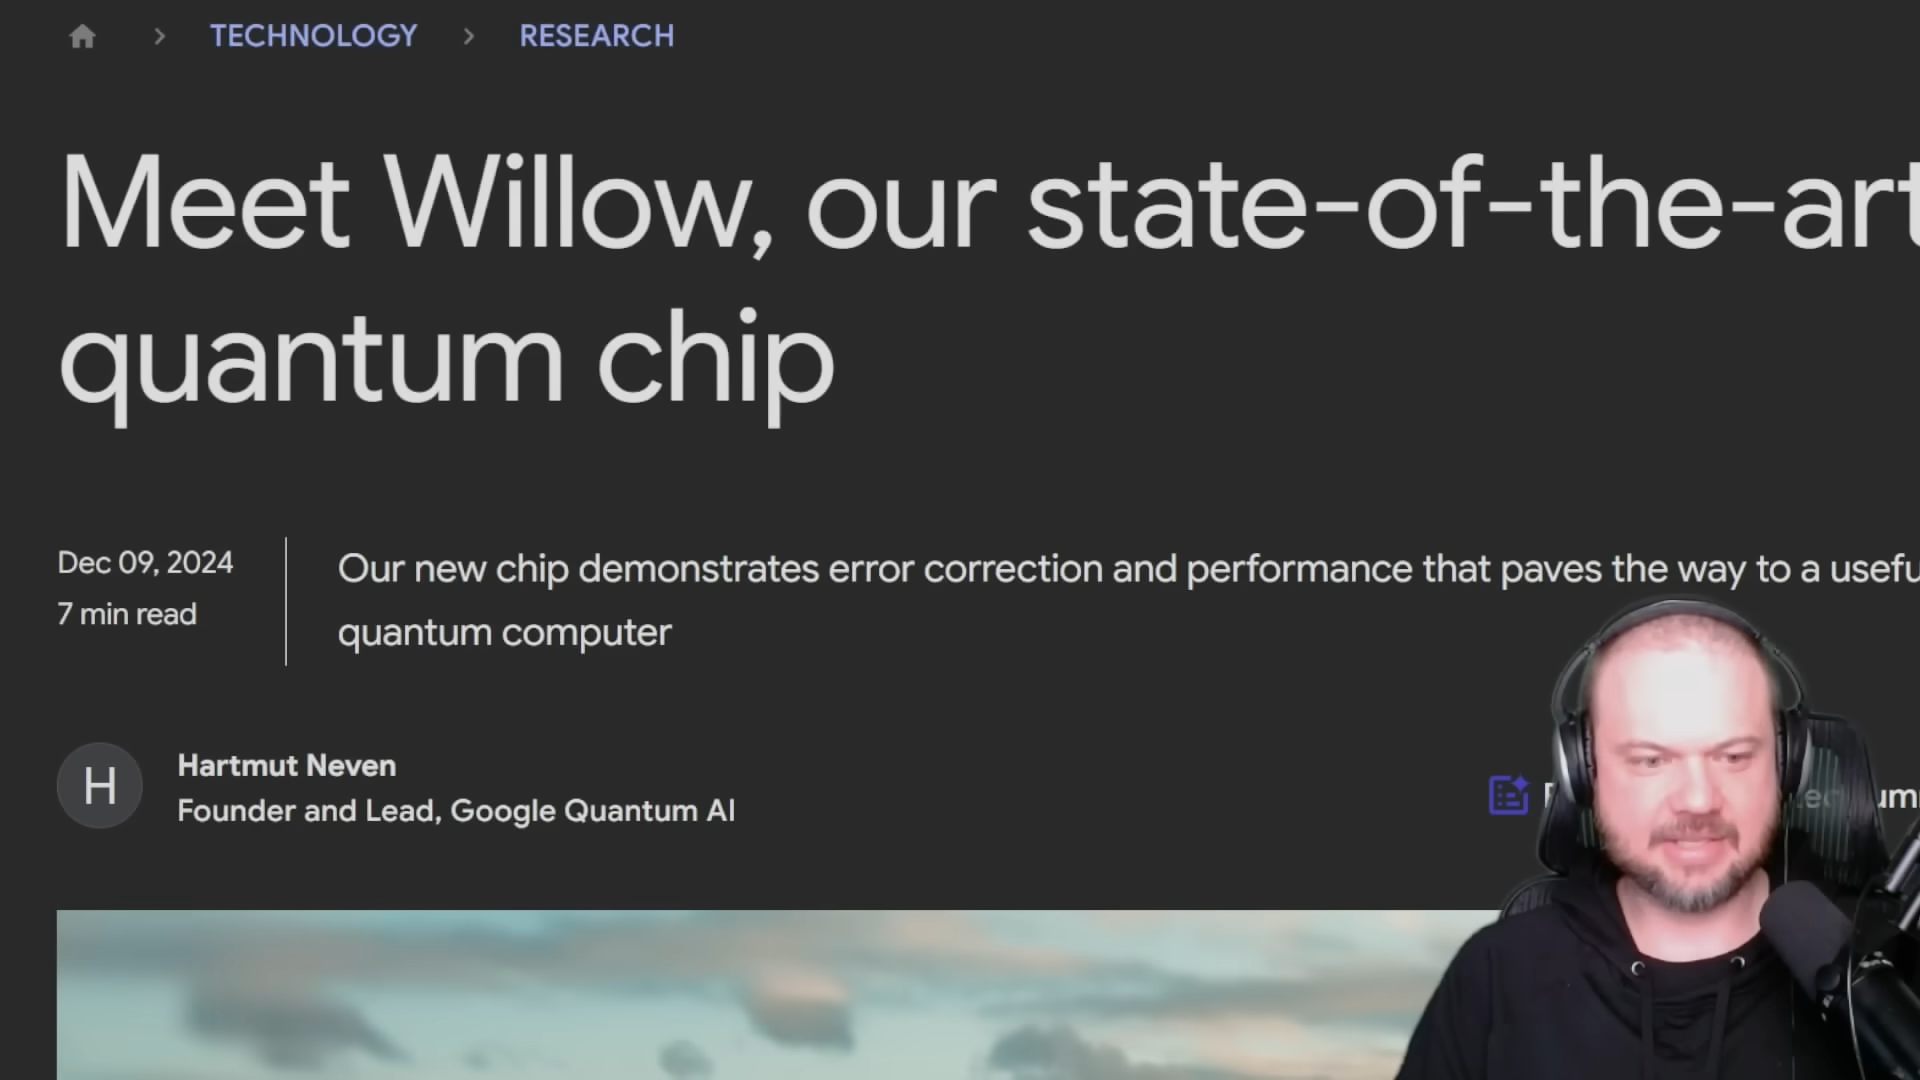 TECHNOLOGY > RESEARCH
Meet Willow, our state-of-the-art
quantum chip
Dec 09, 2024
7 min read
Our new chip demonstrates error correction and performance that paves the way to a usefu
quantum computer
H
Hartmut Neven
Founder and Lead, Google Quantum AI